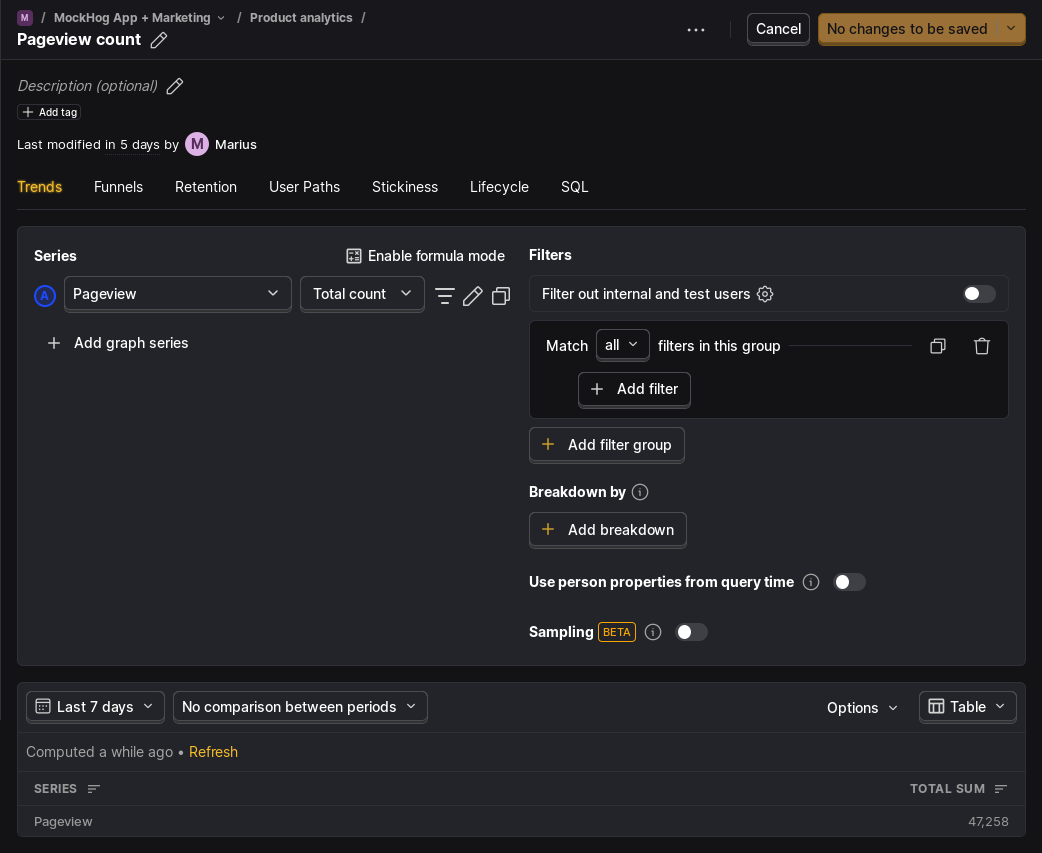 M / MockHog App + Marketing / Product analytics /
Pageview count
Cancel
No changes to be saved
Description (optional)
Add tag
Last modified in 5 days by M Marius
Trends Funnels Retention User Paths Stickiness Lifecycle SQL
Series
Enable formula mode
A Pageview Total count
Add graph series
Filters
Filter out internal and test users
Match all filters in this group
Add filter
Add filter group
Breakdown by
Add breakdown
Use person properties from query time
Sampling BETA
Last 7 days No comparison between periods Options Table
Computed a while ago • Refresh
SERIES TOTAL SUM
Pageview 47,258